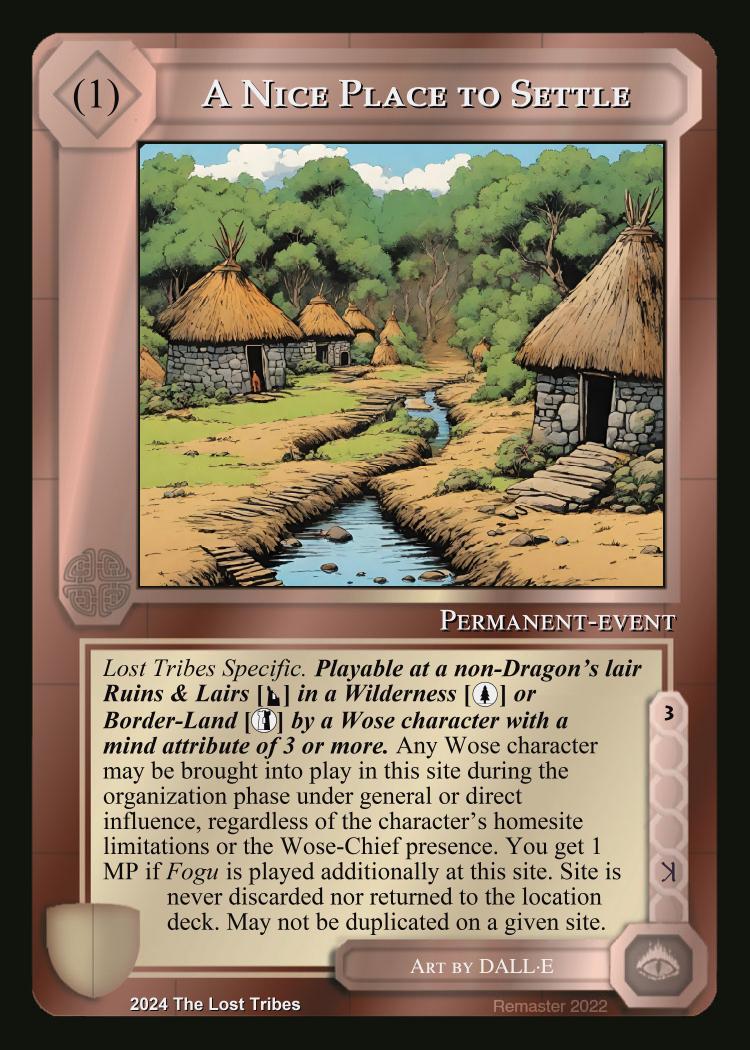 (1)
A Nice Place to Settle
Permanent-event
Lost Tribes Specific. Playable at a non-Dragon's lair
Ruins & Lairs [] in a Wilderness [] or
Border-Land [] by a Wose character with a
mind attribute of 3 or more. Any Wose character
may be brought into play in this site during the
organization phase under general or direct
influence, regardless of the character's homesite
limitations or the Wose-Chief presence. You get 1
MP if Fogu is played additionally at this site. Site is
never discarded nor returned to the location
deck. May not be duplicated on a given site.
3
Art by DALL·E
2024 The Lost Tribes
Remaster 2022